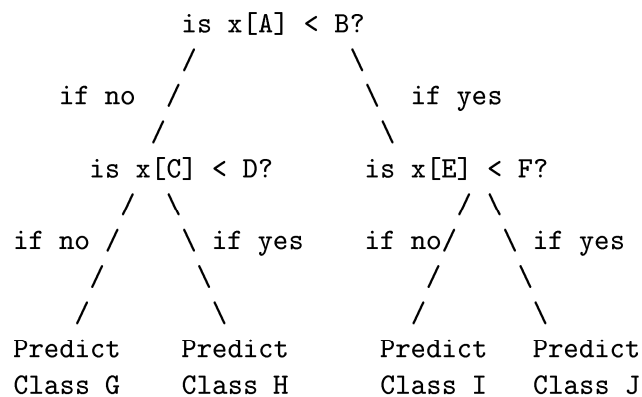 is x[A] < B?
if no if yes
is x[C] < D? is x[E] < F?
if no if yes if no if yes
Predict Predict Predict Predict
Class G Class H Class I Class J